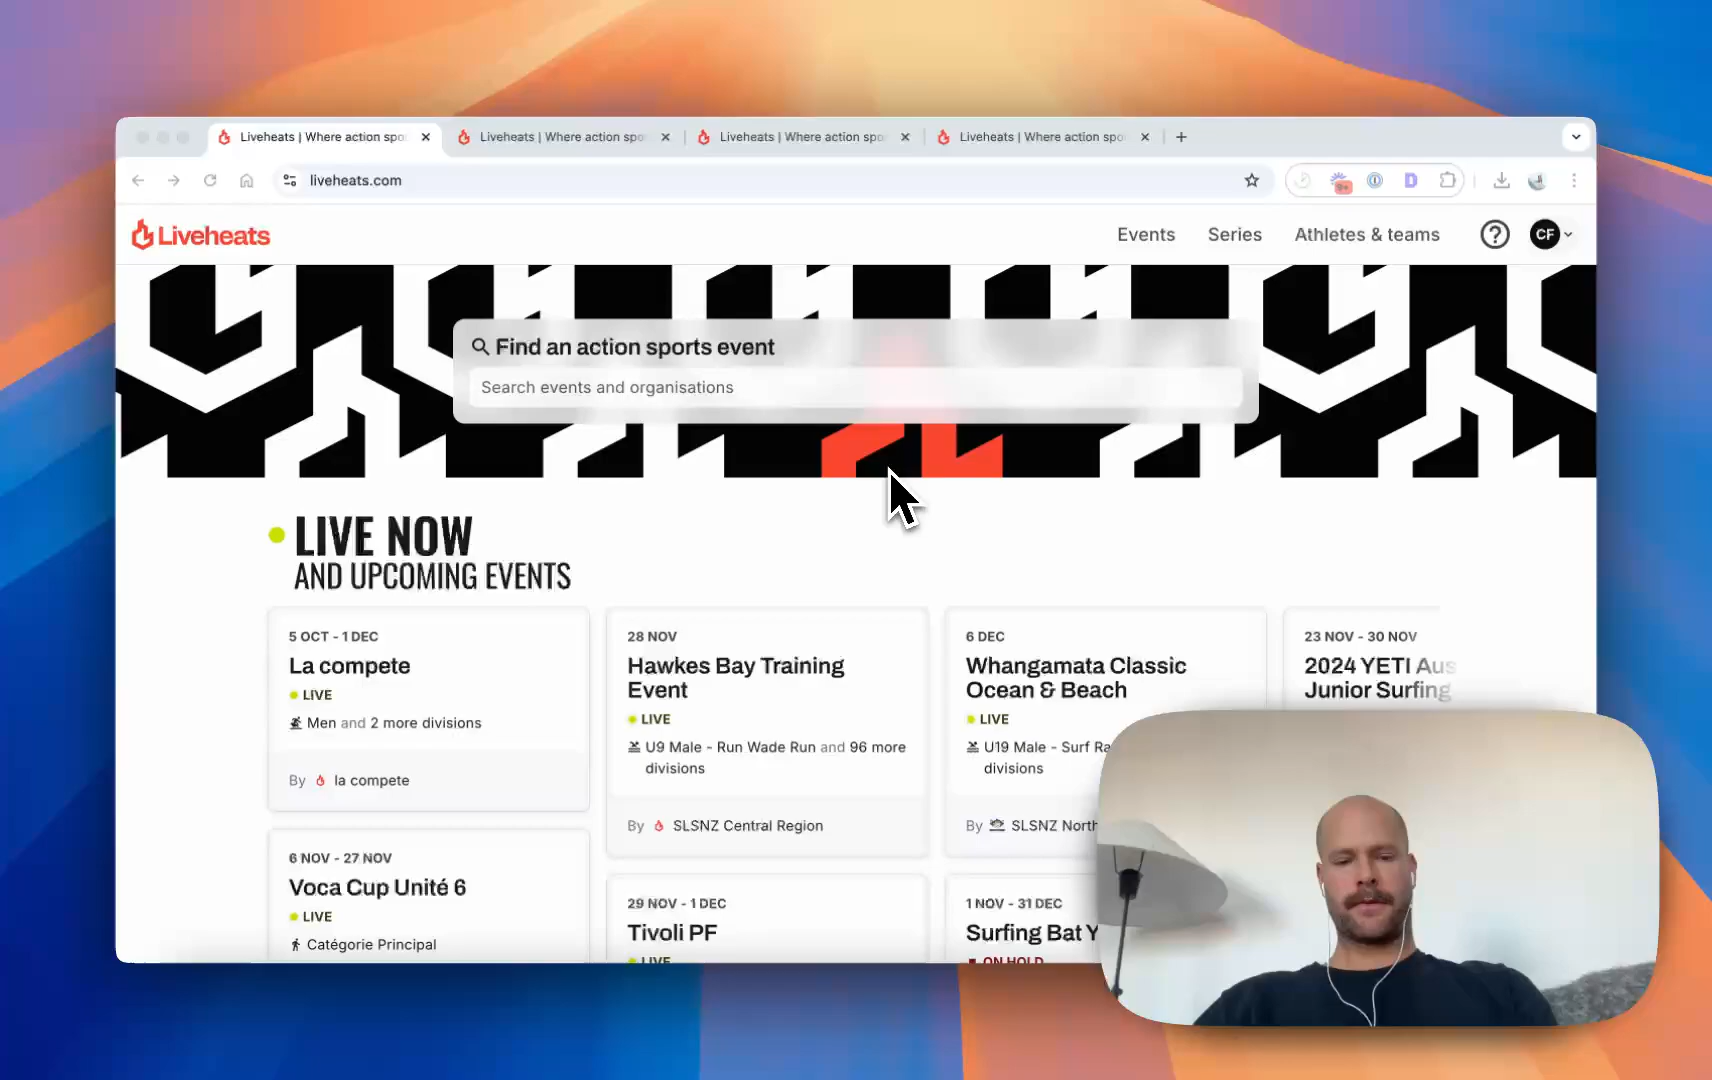 Liveheats | Where action spo
Liveheats | Where action spo
Liveheats | Where action spo
Liveheats | Where action spo
liveheats.com
Liveheats
Events
Series
Athletes & teams
?
CF
Find an action sports event
Search events and organisations
LIVE NOW
AND UPCOMING EVENTS
5 OCT - 1 DEC
La compete
LIVE
Men and 2 more divisions
By la compete
28 NOV
Hawkes Bay Training
Event
LIVE
U9 Male - Run Wade Run and 96 more
divisions
By SLSNZ Central Region
6 DEC
Whangamata Classic
Ocean & Beach
LIVE
U19 Male - Surf Ra
divisions
By SLSNZ North
23 NOV - 30 NOV
2024 YETI Aus
Junior Surfing
6 NOV - 27 NOV
Voca Cup Unité 6
LIVE
Catégorie Principal
29 NOV - 1 DEC
Tivoli PF
LIVE
1 NOV - 31 DEC
Surfing Bat Y
ON HOLD